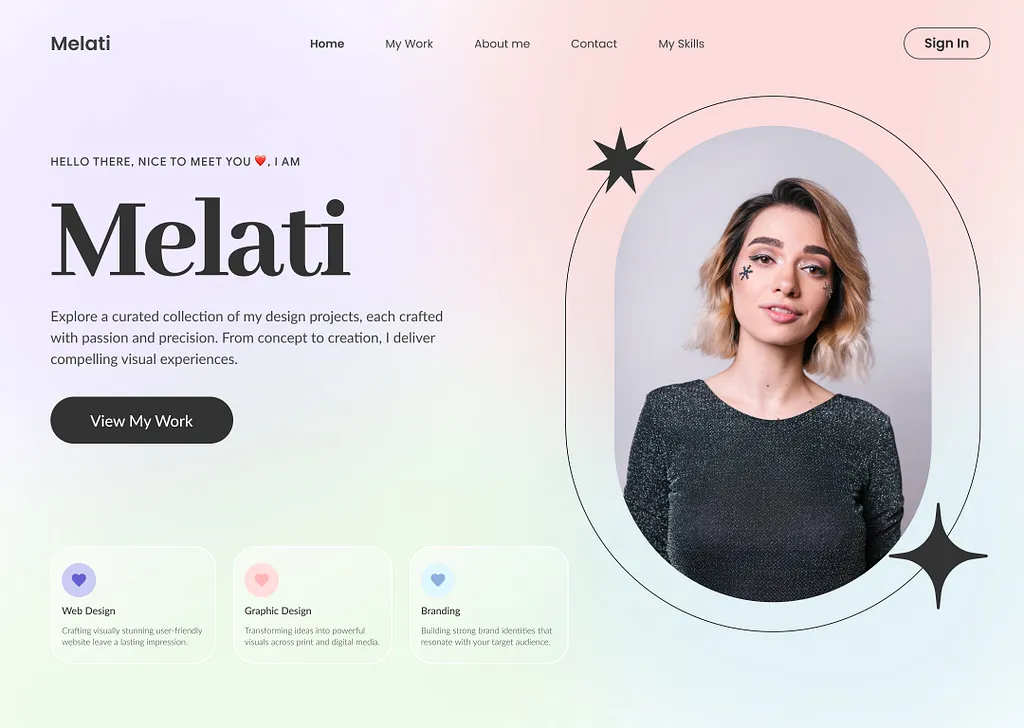 Melati
Home
My Work
About me
Contact
My Skills
Sign In
HELLO THERE, NICE TO MEET YOU ❤️, I AM
Melati
Explore a curated collection of my design projects, each crafted
with passion and precision. From concept to creation, I deliver
compelling visual experiences.
View My Work
Web Design
Crafting visually stunning user-friendly
website leave a lasting impression.
Graphic Design
Transforming ideas into powerful
visuals across print and digital media.
Branding
Building strong brand identities that
resonate with your target audience.